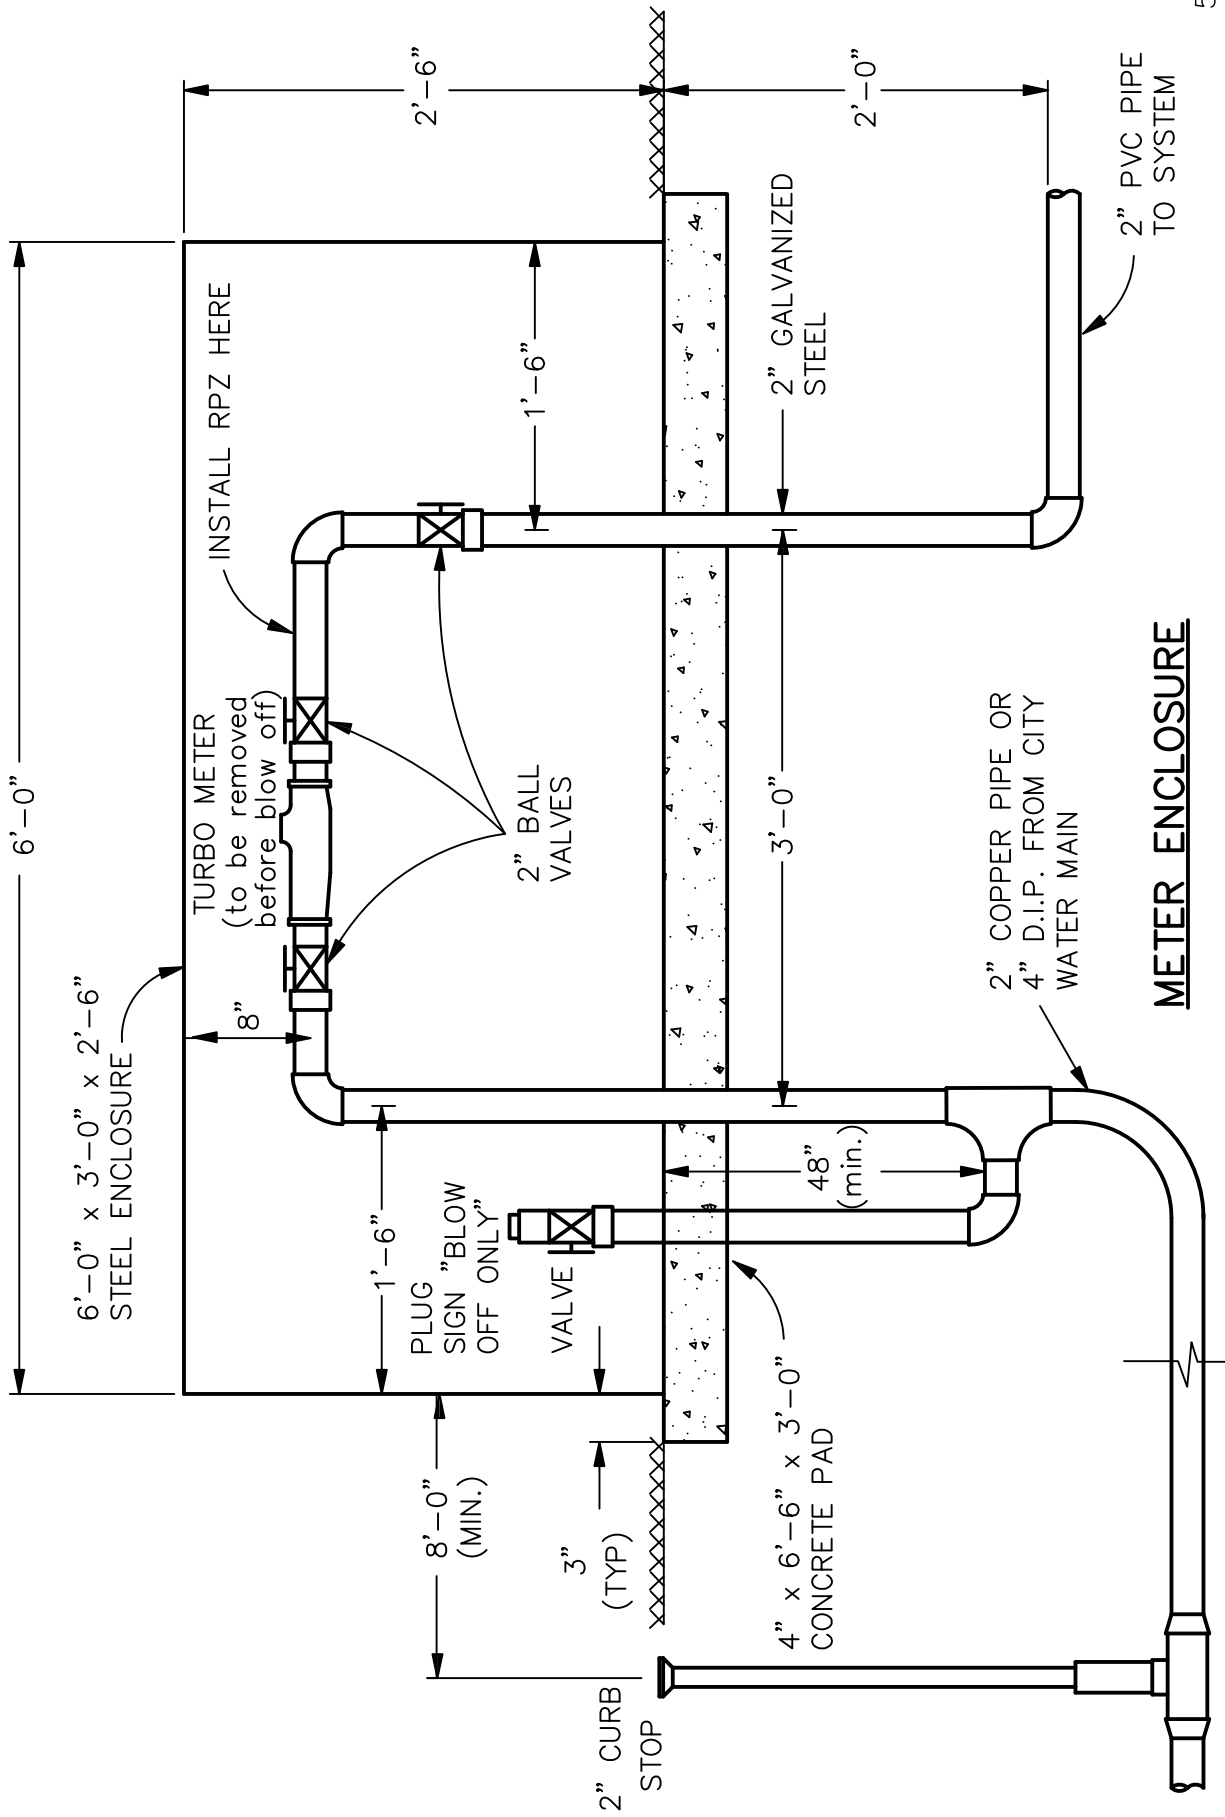 6'-0"
6'-0" x 3'-0" x 2'-6"
STEEL ENCLOSURE
TURBO METER
(to be removed
before blow off)
INSTALL RPZ HERE
2'-6"
8"
1'-6"
1'-6"
PLUG
SIGN "BLOW
OFF ONLY"
VALVE
2" BALL
VALVES
8'-0"
(MIN.)
3"
(TYP)
2" CURB
STOP
4" x 6'-6" x 3'-0"
CONCRETE PAD
48"
(min.)
3'-0"
2" GALVANIZED
STEEL
2'-0"
2" COPPER PIPE OR
4" D.I.P. FROM CITY
WATER MAIN
2" PVC PIPE
TO SYSTEM
METER ENCLOSURE